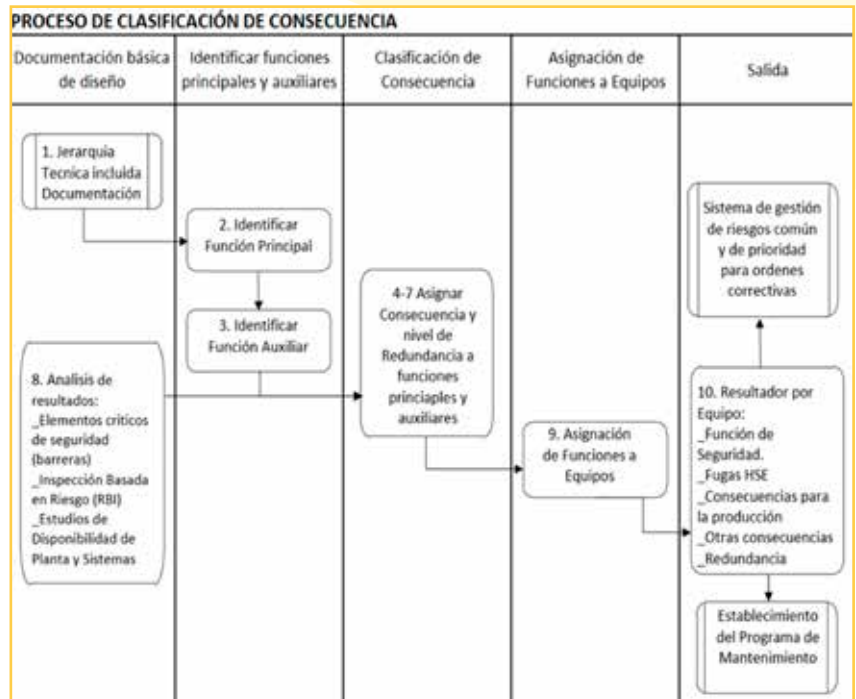 PROCESO DE CLASIFICACIÓN DE CONSECUENCIA
Documentación básica
de diseño
Identificar funciones
principales y auxiliares
Clasificación de
Consecuencia
Asignación de
Funciones a Equipos
Salida
1. Jerarquia
Tecnica incluida
Documentación
2. Identificar
Función Principal
3. Identificar
Función Auxiliar
8. Analisis de
resultados:
_Elementos criticos
de seguridad
(barreras)
_Inspección Basada
en Riesgo (RBI)
_Estudios de
Disponibilidad de
Planta y Sistemas
4-7 Asignar
Consecuencia y
nivel de
Redundancia a
funciones
princiaples y
auxiliares
9. Asignación
de Funciones a
Equipos
Sistema de gestión
de riesgos común
y de prioridad
para ordenes
correctivas
10. Resultador por
Equipo:
_Función de
Seguridad.
_Fugas HSE
_Consecuencias para
la producción
_Otras consecuencias
_Redundancia
Establecimiento
del Programa de
Mantenimiento